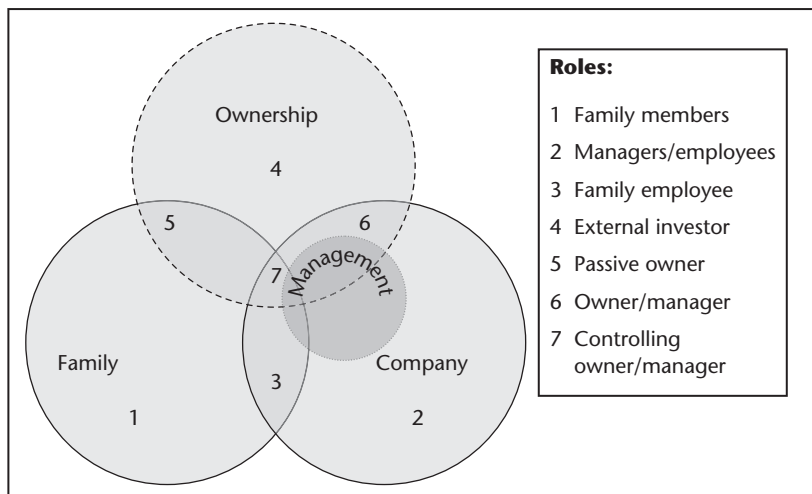 Ownership
4
5
6
7
Management
Family
3
Company
1
2
Roles:
1 Family members
2 Managers/employees
3 Family employee
4 External investor
5 Passive owner
6 Owner/manager
7 Controlling
owner/manager